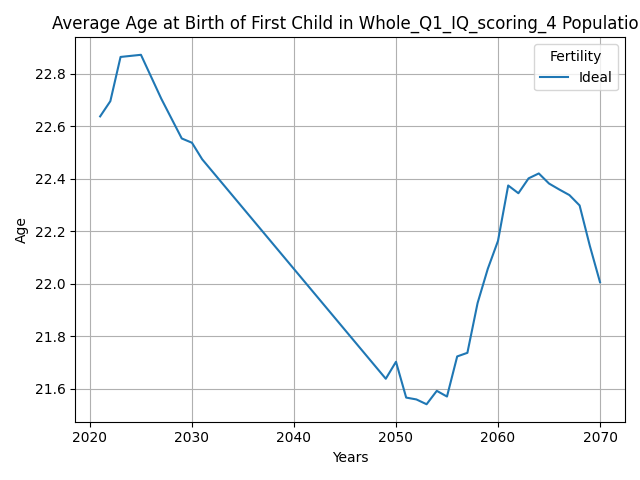 Average Age at Birth of First Child in Whole_Q1_IQ_scoring_4 Populatio
Fertility
Ideal
22.8
22.6
22.4
22.2
22.0
21.8
21.6
Age
2020 2030 2040 2050 2060 2070
Years